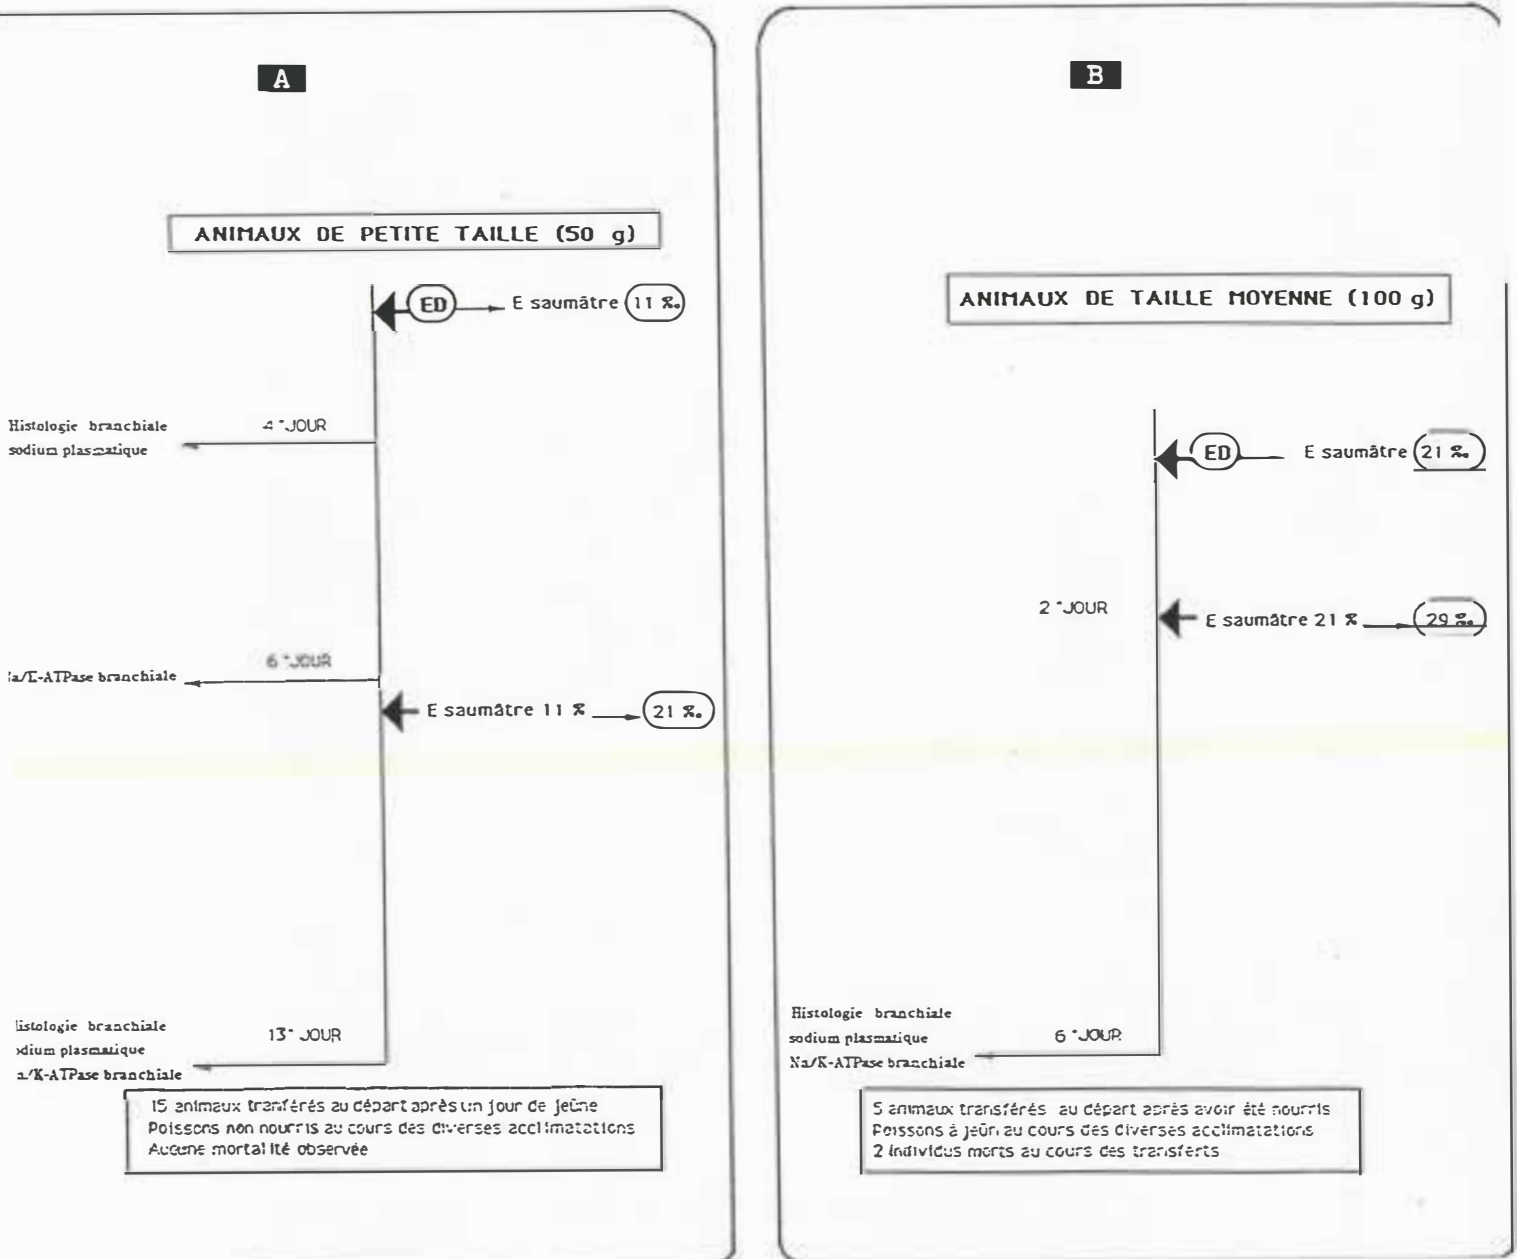 A
ANIMAUX DE PETITE TAILLE (50 g)
ED E saumâtre 11 ‰
Histologie branchiale
sodium plasmatique
4°JOUR
6°JOUR
a/K-ATPase branchiale
E saumâtre 11 % 21 ‰
istologie branchiale
dium plasmatique
a/K-ATPase branchiale
13° JOUR
15 animaux tranférés au départ après un jour de jeûne
Poissons non nourris au cours des diverses acclimatations
Aucune mortalité observée
B
ANIMAUX DE TAILLE MOYENNE (100 g)
ED E saumâtre 21 ‰
2°JOUR
E saumâtre 21 % 29 ‰
Histologie branchiale
sodium plasmatique
Na/K-ATPase branchiale
6°JOUR
5 animaux transférés au départ après avoir été nourris
Poissons à jeûn au cours des diverses acclimatations
2 individus morts au cours des transferts